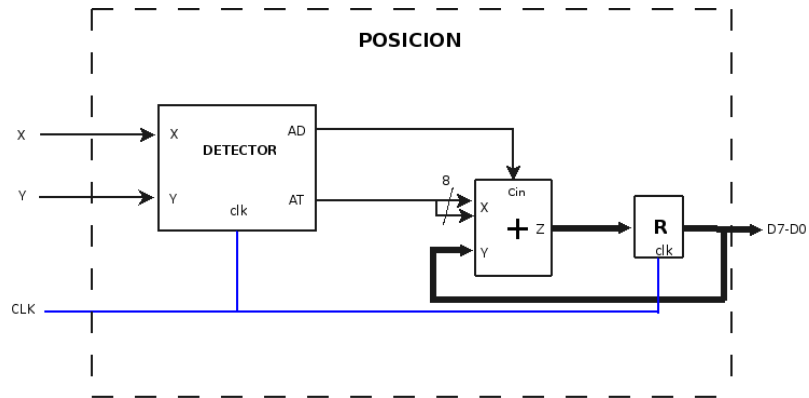 POSICION
X
X
AD
DETECTOR
8
Cin
Y
Y
AT
X
clk
+
Z
R
D7-D0
Y
clk
CLK